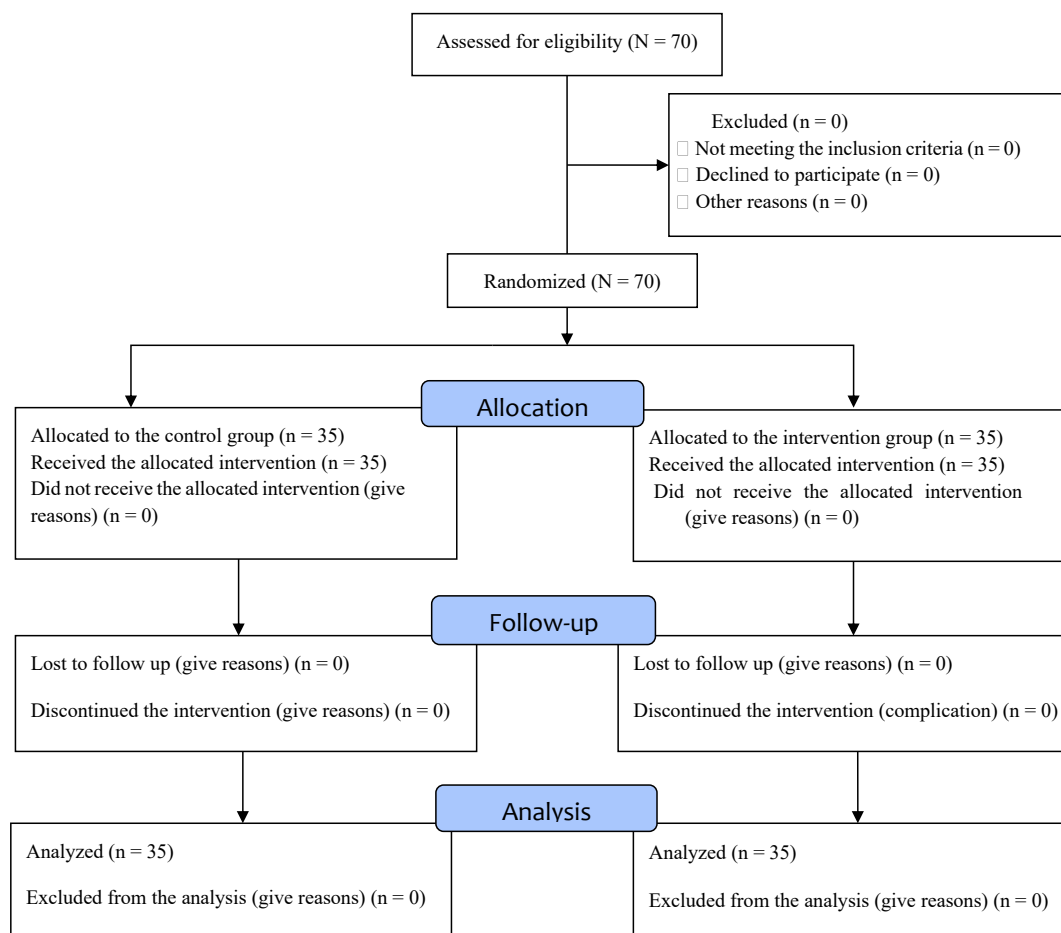 Assessed for eligibility (N = 70)
Excluded (n = 0)
Not meeting the inclusion criteria (n = 0)
Declined to participate (n = 0)
Other reasons (n = 0)
Randomized (N = 70)
Allocation
Allocated to the control group (n = 35)
Received the allocated intervention (n = 35)
Did not receive the allocated intervention (give
reasons) (n = 0)
Allocated to the intervention group (n = 35)
Received the allocated intervention (n = 35)
Did not receive the allocated intervention
(give reasons) (n = 0)
Follow-up
Lost to follow up (give reasons) (n = 0)
Discontinued the intervention (give reasons) (n = 0)
Lost to follow up (give reasons) (n = 0)
Discontinued the intervention (complication) (n = 0)
Analysis
Analyzed (n = 35)
Excluded from the analysis (give reasons) (n = 0)
Analyzed (n = 35)
Excluded from the analysis (give reasons) (n = 0)